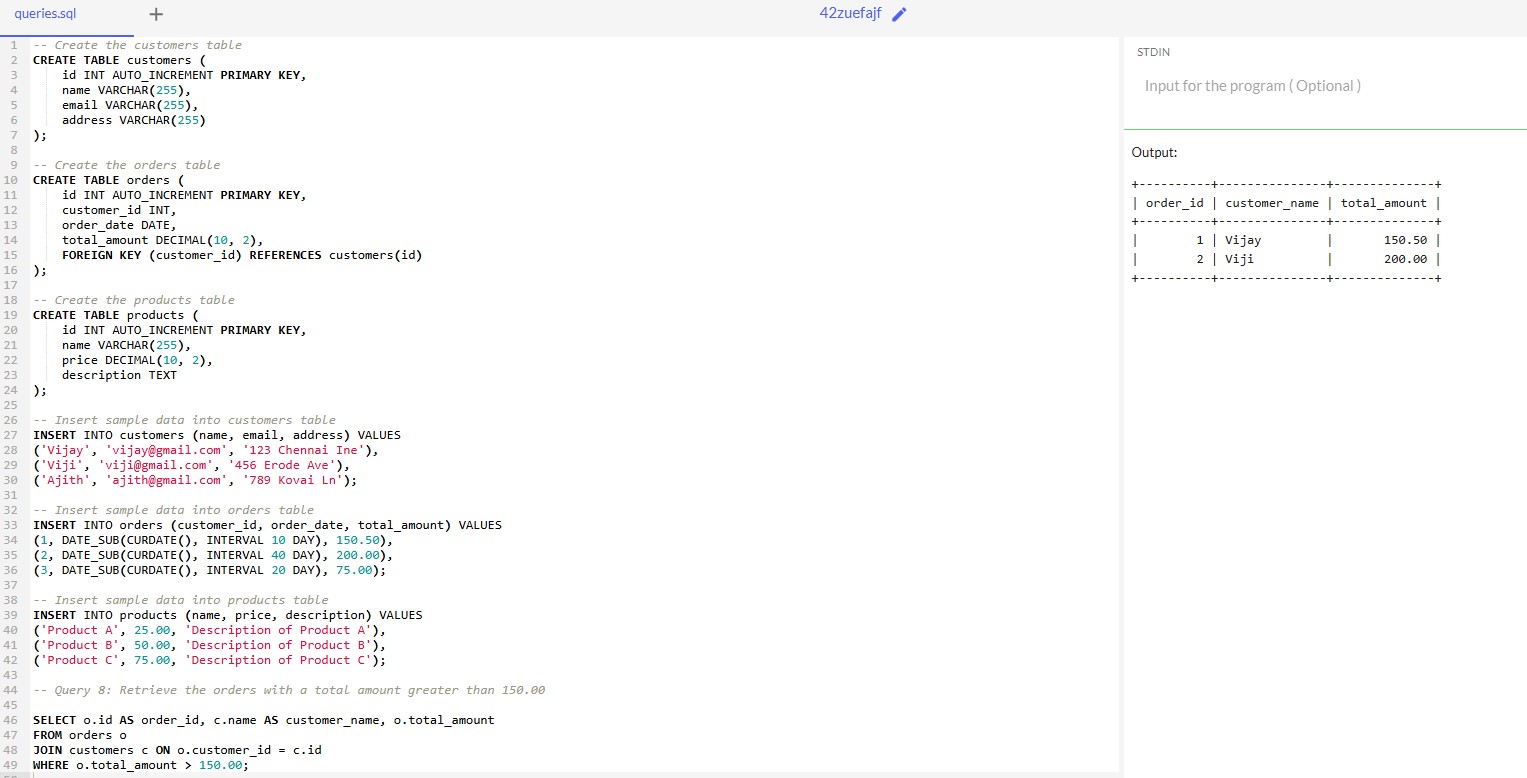 queries.sql
+
42zuefajf
1 -- Create the customers table
2 CREATE TABLE customers (
3     id INT AUTO_INCREMENT PRIMARY KEY,
4     name VARCHAR(255),
5     email VARCHAR(255),
6     address VARCHAR(255)
7 );
8
9 -- Create the orders table
10 CREATE TABLE orders (
11     id INT AUTO_INCREMENT PRIMARY KEY,
12     customer_id INT,
13     order_date DATE,
14     total_amount DECIMAL(10, 2),
15     FOREIGN KEY (customer_id) REFERENCES customers(id)
16 );
17
18 -- Create the products table
19 CREATE TABLE products (
20     id INT AUTO_INCREMENT PRIMARY KEY,
21     name VARCHAR(255),
22     price DECIMAL(10, 2),
23     description TEXT
24 );
25
26 -- Insert sample data into customers table
27 INSERT INTO customers (name, email, address) VALUES
28 ('Vijay', 'vijay@gmail.com', '123 Chennai Ine'),
29 ('Viji', 'viji@gmail.com', '456 Erode Ave'),
30 ('Ajith', 'ajith@gmail.com', '789 Kovai Ln');
31
32 -- Insert sample data into orders table
33 INSERT INTO orders (customer_id, order_date, total_amount) VALUES
34 (1, DATE_SUB(CURDATE(), INTERVAL 10 DAY), 150.50),
35 (2, DATE_SUB(CURDATE(), INTERVAL 40 DAY), 200.00),
36 (3, DATE_SUB(CURDATE(), INTERVAL 20 DAY), 75.00);
37
38 -- Insert sample data into products table
39 INSERT INTO products (name, price, description) VALUES
40 ('Product A', 25.00, 'Description of Product A'),
41 ('Product B', 50.00, 'Description of Product B'),
42 ('Product C', 75.00, 'Description of Product C');
43
44 -- Query 8: Retrieve the orders with a total amount greater than 150.00
45
46 SELECT o.id AS order_id, c.name AS customer_name, o.total_amount
47 FROM orders o
48 JOIN customers c ON o.customer_id = c.id
49 WHERE o.total_amount > 150.00;
STDIN
Input for the program ( Optional )
Output:
+----------+---------------+--------------+
| order_id | customer_name | total_amount |
+----------+---------------+--------------+
|        1 | Vijay         |       150.50 |
|        2 | Viji          |       200.00 |
+----------+---------------+--------------+